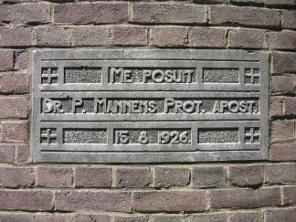 ME POSUIT
DR. P. MANNENS PROT. APOST.
15.8.1926.